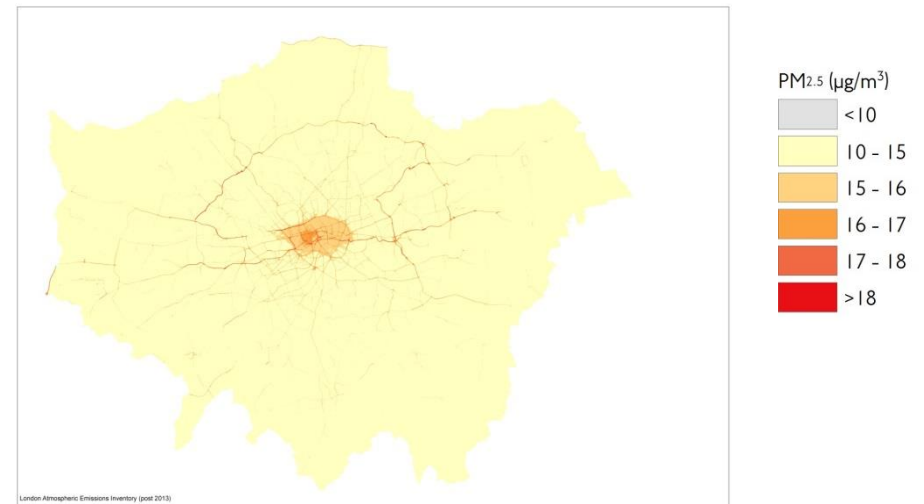 PM2.5 (µg/m³)
<10
10 - 15
15 - 16
16 - 17
17 - 18
>18
London Atmospheric Emissions Inventory (post 2013)